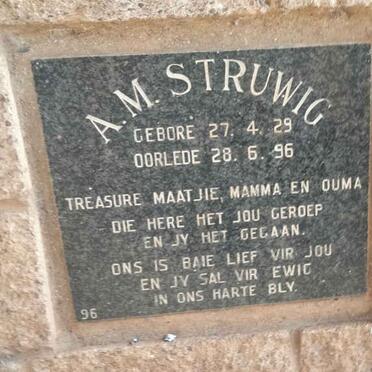 A.M. STRUWIG
GEBORE 27. 4. 29
OORLEDE 28. 6. 96
TREASURE MAATJIE, MAMMA EN OUMA
DIE HERE HET JOU GEROEP
EN JY HET GEGAAN.
ONS IS BAIE LIEF VIR JOU
EN JY SAL VIR EWIG
IN ONS HARTE BLY.
96